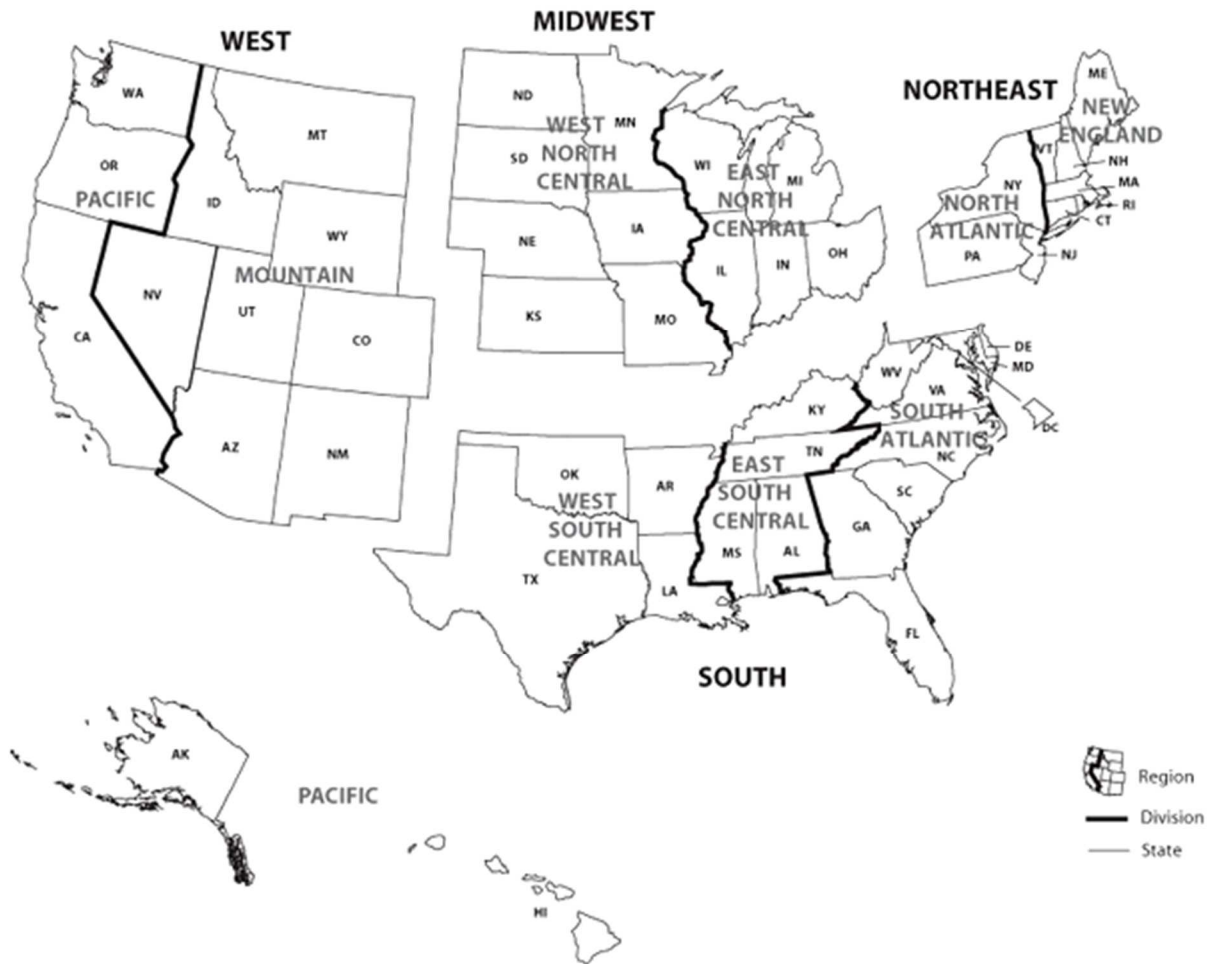 WEST
MIDWEST
NORTHEAST
WA
OR
PACIFIC
CA
ID
NV
MT
WY
MOUNTAIN
UT
CO
AZ
NM
ND
SD
NE
KS
MN
WEST
NORTH
CENTRAL
IA
MO
WI
MI
EAST
NORTH
CENTRAL
IL
IN
OH
ME
NEW
ENGLAND
VT
NH
MA
RI
CT
NY
NORTH
ATLANTIC
PA
NJ
DE
MD
WV
VA
DC
SOUTH
ATLANTIC
NC
SC
GA
FL
KY
TN
EAST
SOUTH
CENTRAL
MS
AL
OK
AR
WEST
SOUTH
CENTRAL
TX
LA
SOUTH
AK
PACIFIC
HI
Region
Division
State